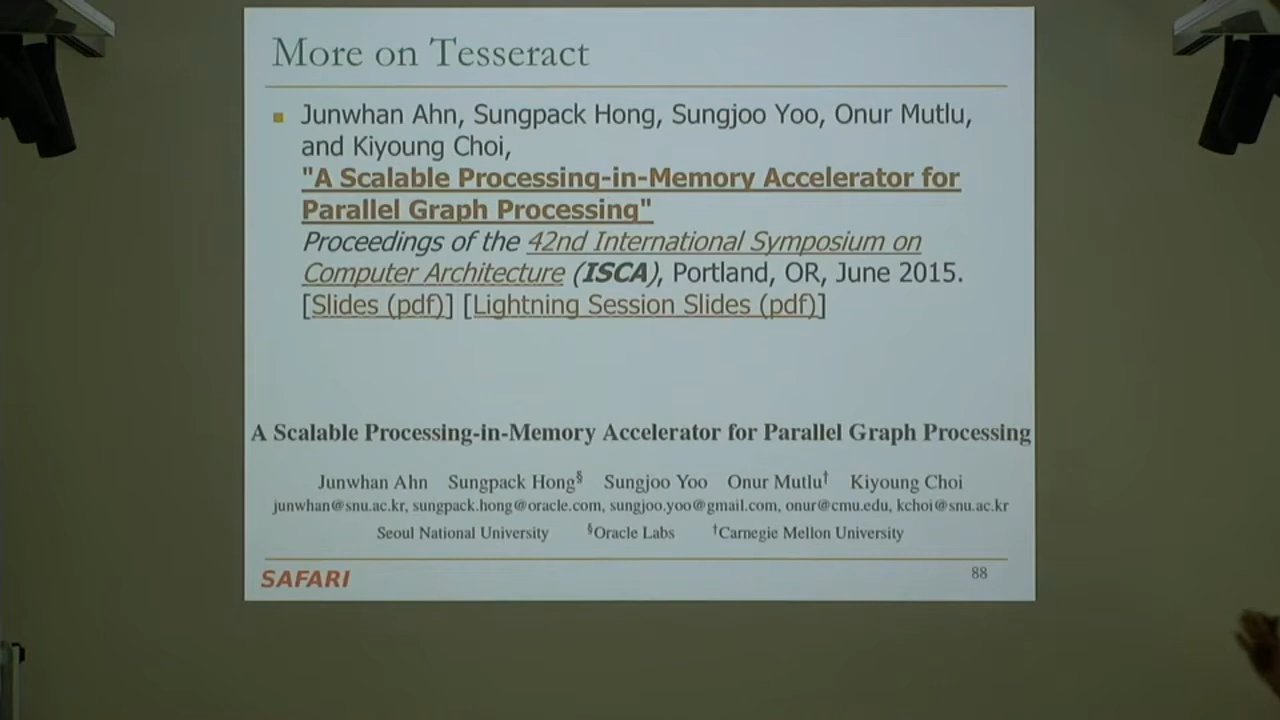 More on Tesseract
Junwhan Ahn, Sungpack Hong, Sungjoo Yoo, Onur Mutlu,
and Kiyoung Choi,
"A Scalable Processing-in-Memory Accelerator for
Parallel Graph Processing"
Proceedings of the 42nd International Symposium on
Computer Architecture (ISCA), Portland, OR, June 2015.
[Slides (pdf)] [Lightning Session Slides (pdf)]
A Scalable Processing-in-Memory Accelerator for Parallel Graph Processing
Junwhan Ahn Sungpack Hong§ Sungjoo Yoo Onur Mutlu† Kiyoung Choi
junwhan@snu.ac.kr, sungpack.hong@oracle.com, sungjoo.yoo@gmail.com, onur@cmu.edu, kchoi@snu.ac.kr
Seoul National University §Oracle Labs †Carnegie Mellon University
SAFARI
88